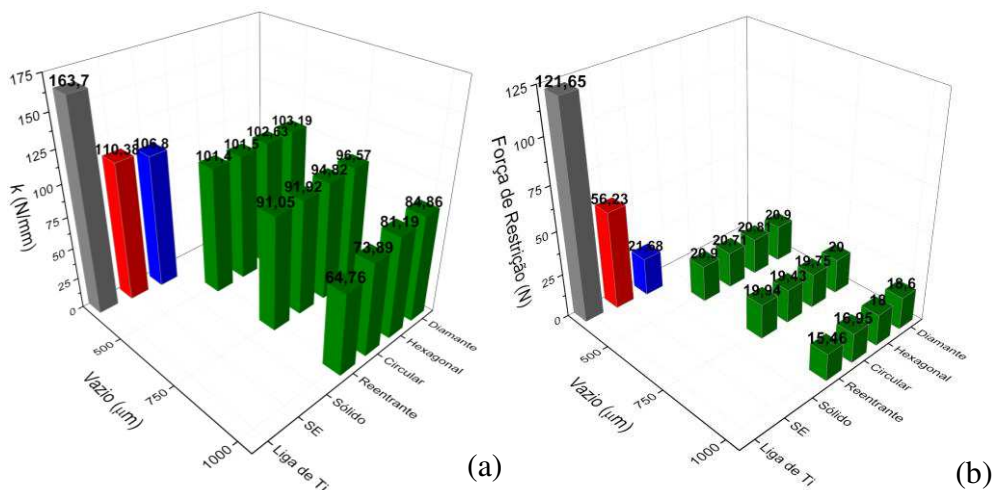 175
150
125
100
75
50
25
0
k (N/mm)
163,7
110,38
106,8
101,4
101,5
102,63
103,19
91,05
91,92
94,82
96,57
64,76
73,89
81,19
84,86
500
750
1000
Vazio (μm)
Diamante
Hexagonal
Circular
Reentrante
Sólido
SE
Liga de Ti
(a)
125
100
75
50
25
0
Força de Restrição (N)
121,65
56,23
21,68
20,9
20,71
20,81
20,9
19,94
19,43
19,75
20
15,46
16,95
18
18,6
500
750
1000
Vazio (μm)
Diamante
Hexagonal
Circular
Reentrante
Sólido
SE
Liga de Ti
(b)